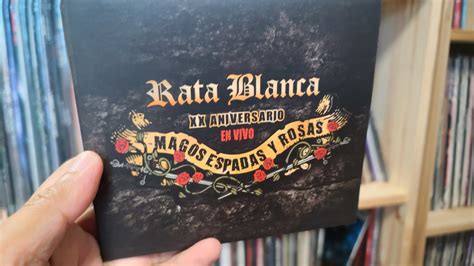 Rata Blanca
XX ANIVERSARIO
EN VIVO
MAGOS ESPADAS Y ROSAS